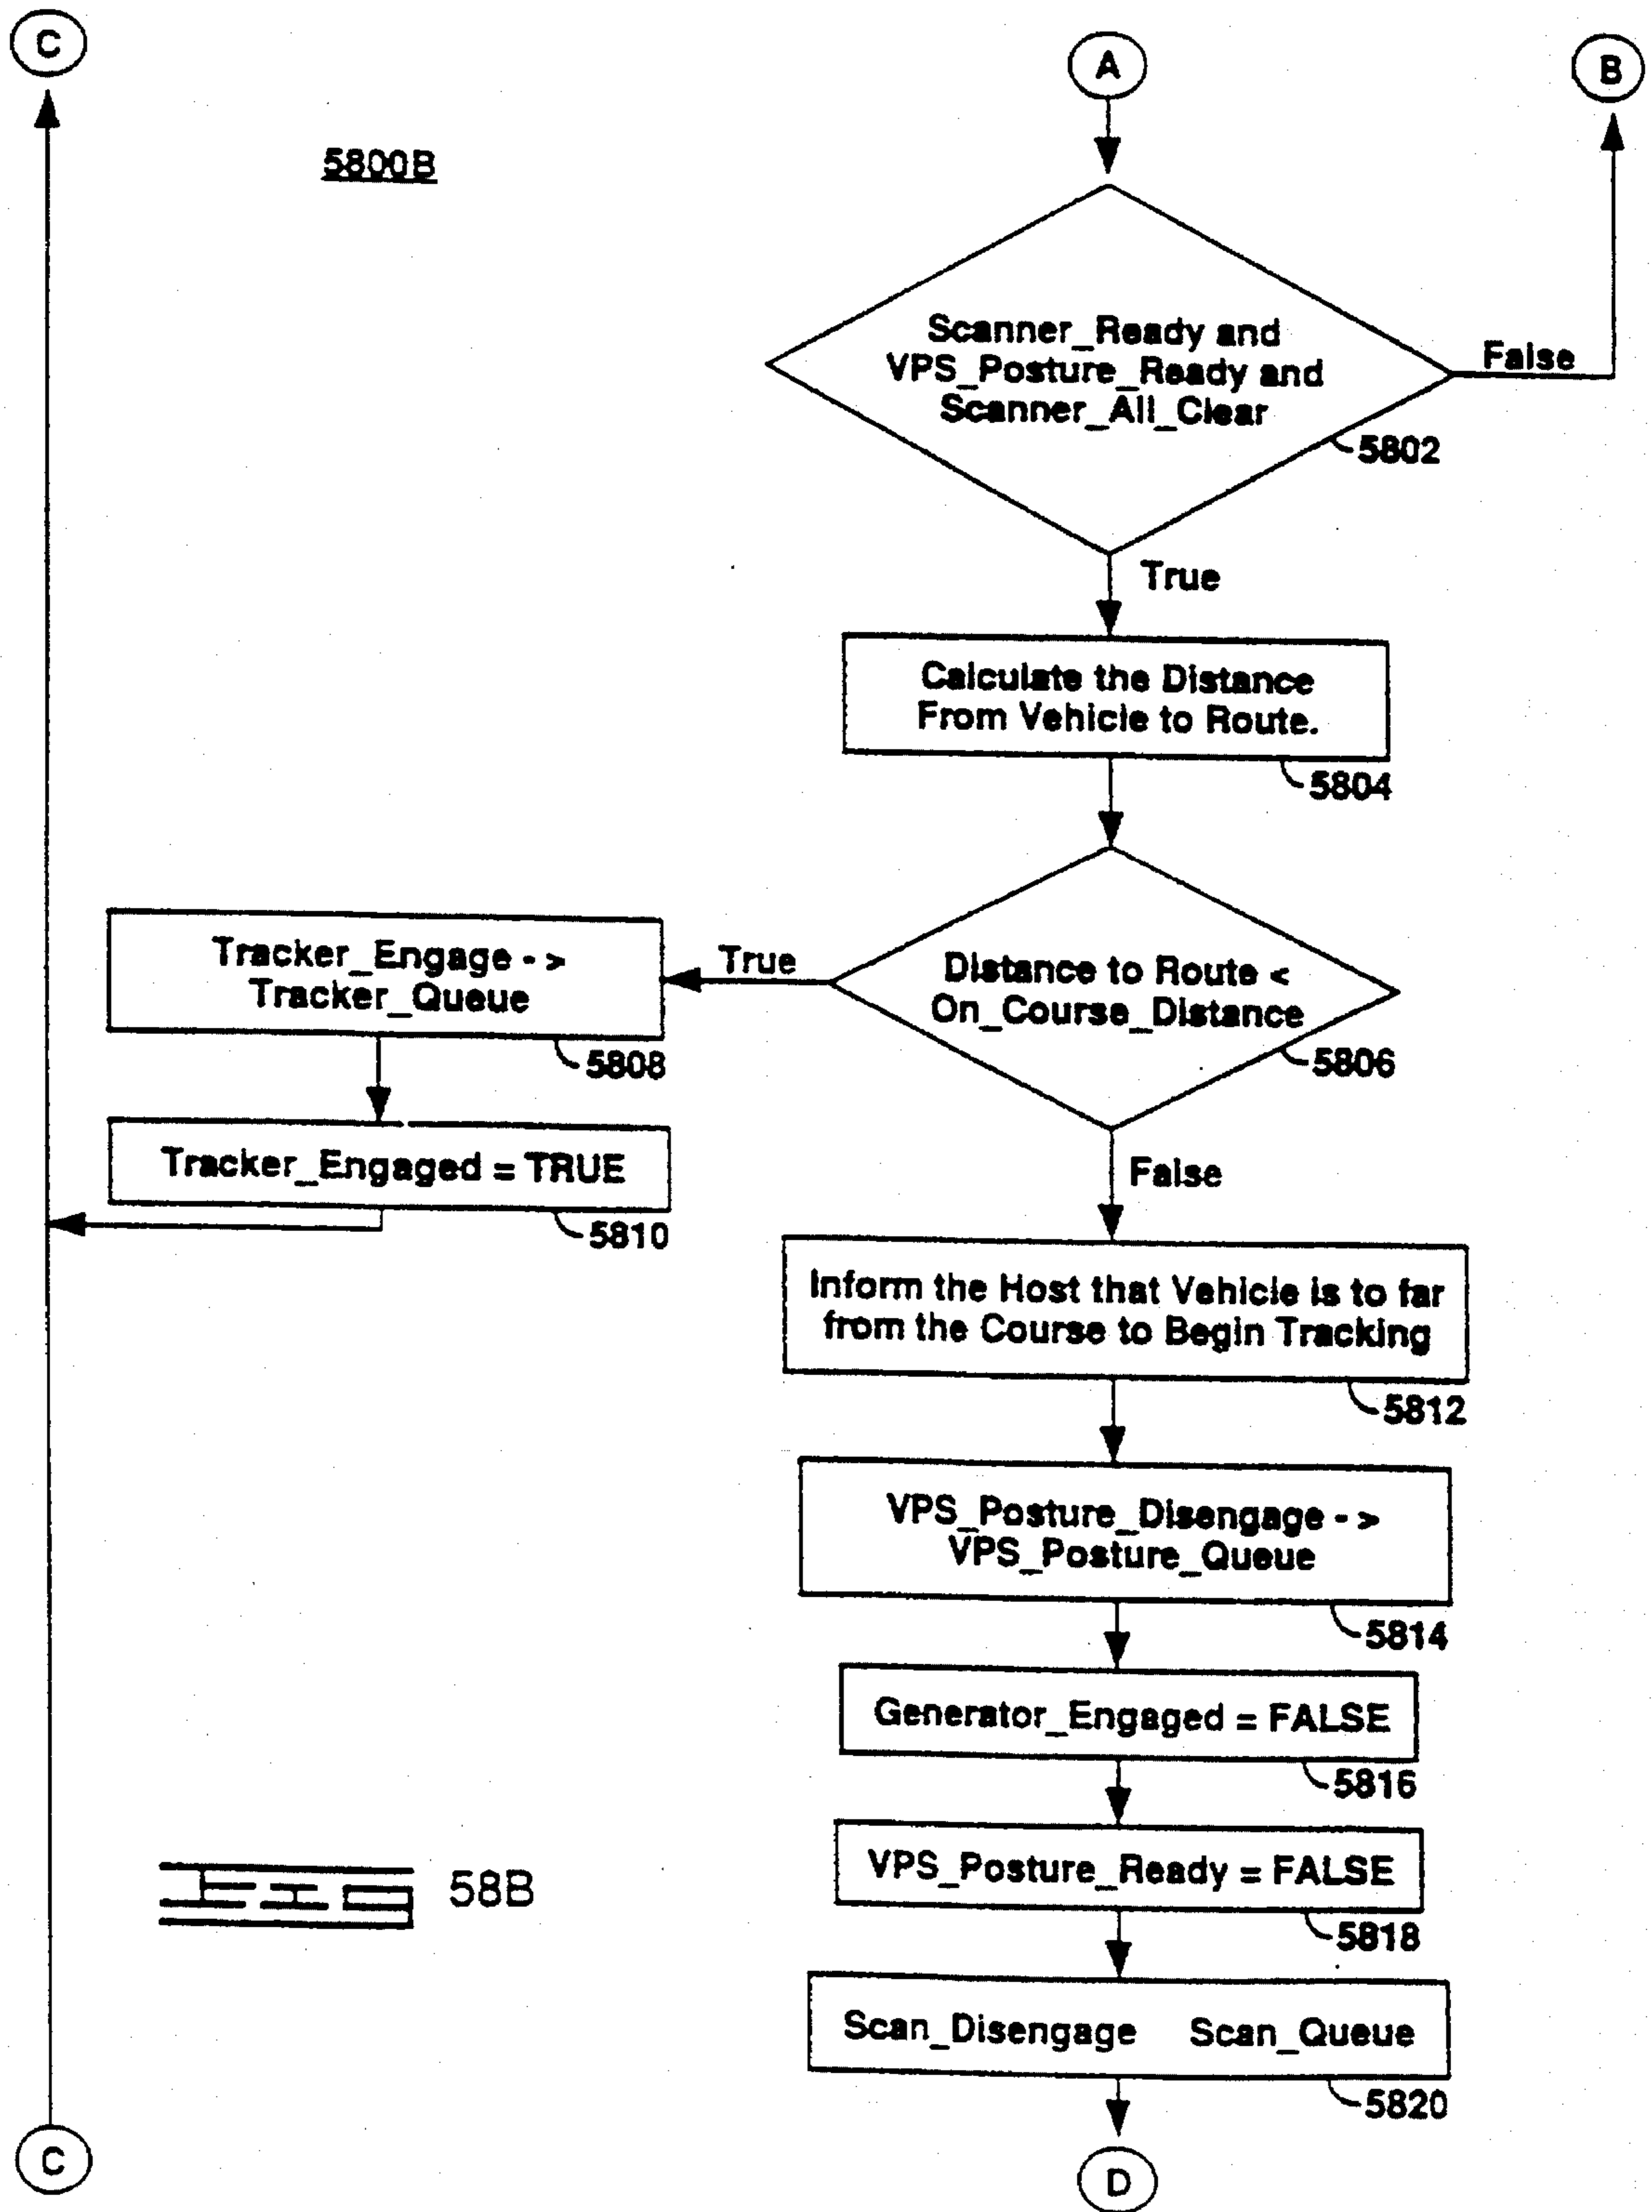 C
A
B
5800B
Scanner_Ready and
VPS_Posture_Ready and
Scanner_All_Clear
False
5802
True
Calculate the Distance
From Vehicle to Route.
5804
Distance to Route <
On_Course_Distance
5806
True
Tracker_Engage - >
Tracker_Queue
5808
Tracker_Engaged = TRUE
5810
False
Inform the Host that Vehicle is to far
from the Course to Begin Tracking
5812
VPS_Posture_Disengage - >
VPS_Posture_Queue
5814
Generator_Engaged = FALSE
5816
VPS_Posture_Ready = FALSE
5818
Scan_Disengage Scan_Queue
5820
58B
C
D